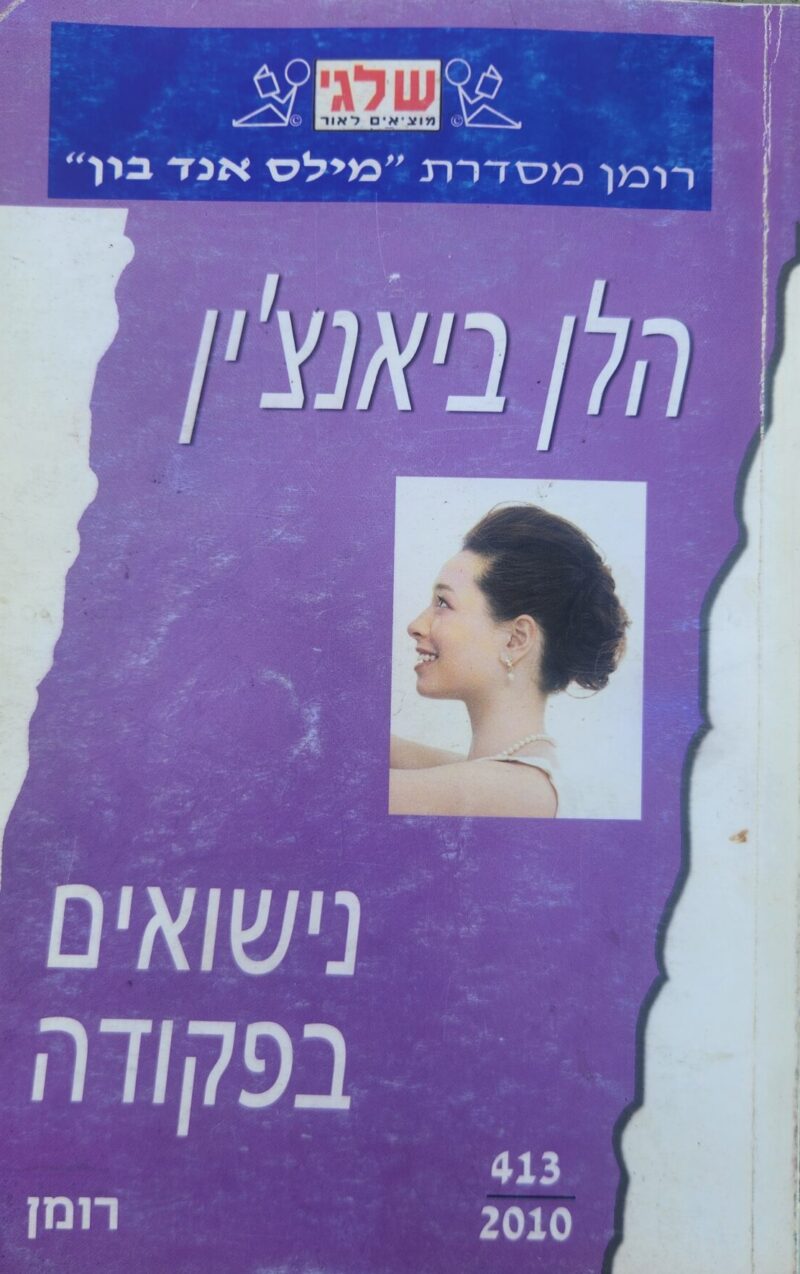 שלגי
מוציאים לאור
רומן מסדרת "מילס אנד בון"
הלן ביאנצ'ין
נישואים
בפקודה
413
2010
רומן